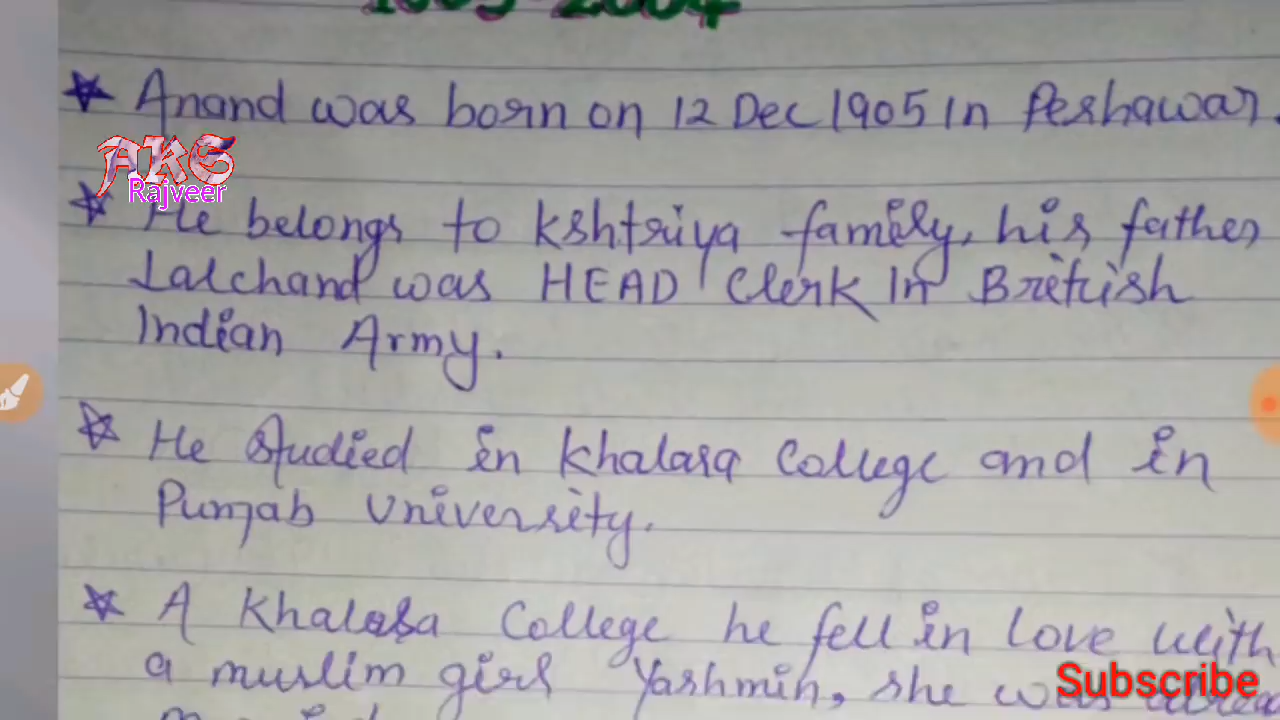 1905-2004
★ Anand was born on 12 Dec 1905 in Peshawar.
AKS
Rajveer
★ He belongs to Kshtriya family, his father
Lalchand was HEAD Clerk in British
Indian Army.
★ He studied in Khalasa College and in
Punjab University.
★ A Khalasa College he fell in love with
a muslim girl Yashmin, she was
Subscribe